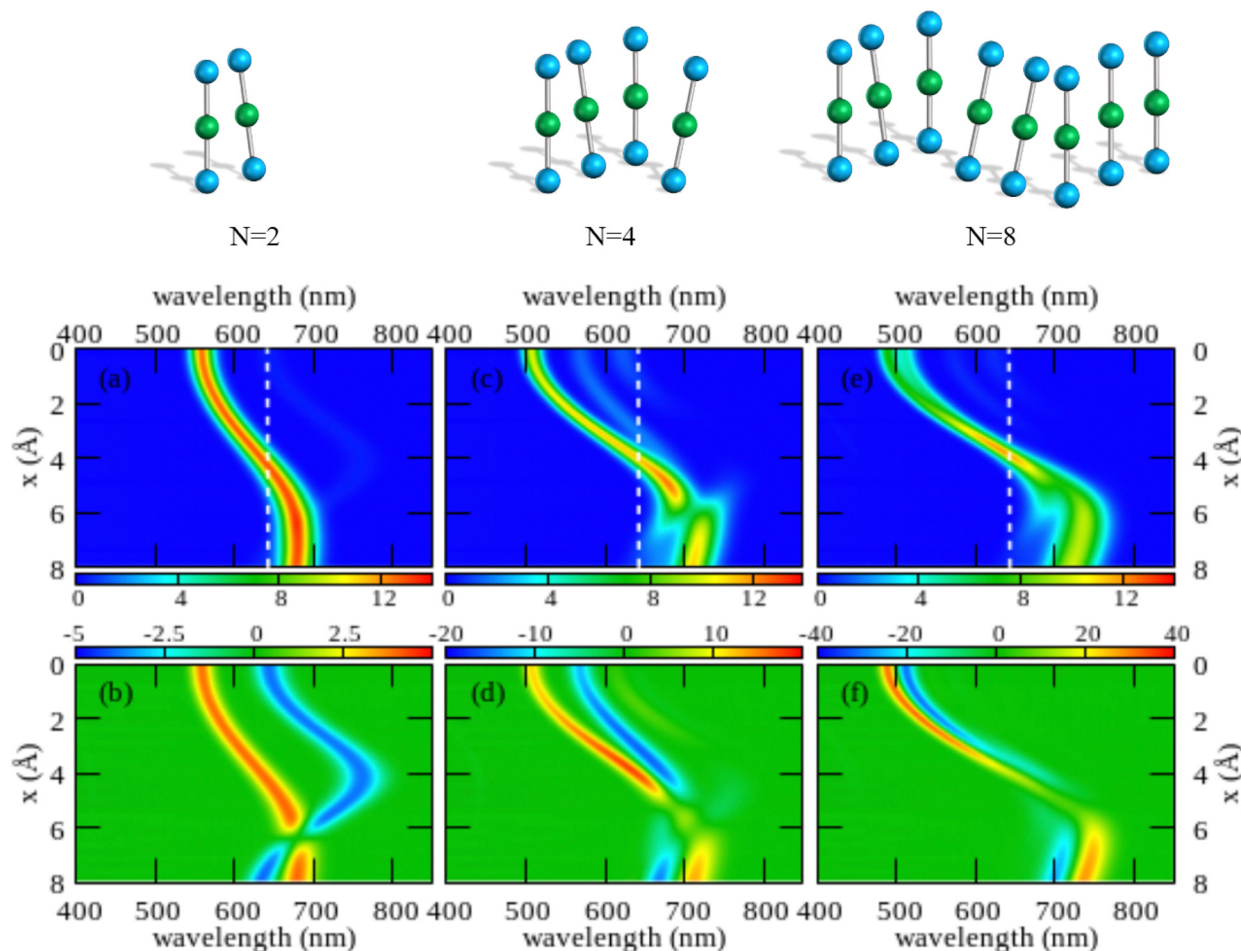 N=2 N=4 N=8
wavelength (nm) wavelength (nm) wavelength (nm)
400 500 600 700 800 400 500 600 700 800 400 500 600 700 800
0 (a) (c) (e) 0
2 2
x (Å) 4 4 x (Å)
6 6
8 8
0 4 8 12 0 4 8 12 0 4 8 12
-5 -2.5 0 2.5 -20 -10 0 10 -40 -20 0 20 40
0 (b) (d) (f) 0
2 2
x (Å) 4 4 x (Å)
6 6
8 8
400 500 600 700 800 400 500 600 700 800 400 500 600 700 800
wavelength (nm) wavelength (nm) wavelength (nm)